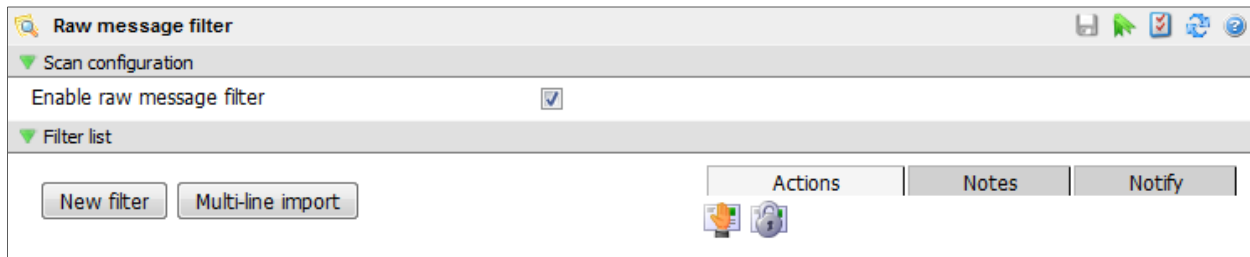 Raw message filter
Scan configuration
Enable raw message filter
Filter list
New filter Multi-line import Actions Notes Notify